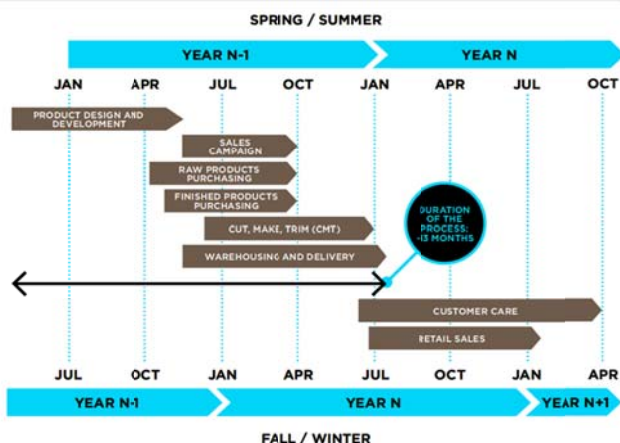 SPRING / SUMMER
YEAR N-1 YEAR N
JAN APR JUL OCT JAN APR JUL OCT
PRODUCT DESIGN AND
DEVELOPMENT
SALES
CAMPAIGN
RAW PRODUCTS
PURCHASING
FINISHED PRODUCTS
PURCHASING
CUT, MAKE, TRIM (CMT)
WAREHOUSING AND DELIVERY
DURATION
OF THE
PROCESS:
-13 MONTHS
CUSTOMER CARE
RETAIL SALES
JUL OCT JAN APR JUL OCT JAN APR
YEAR N-1 YEAR N YEAR N+1
FALL / WINTER